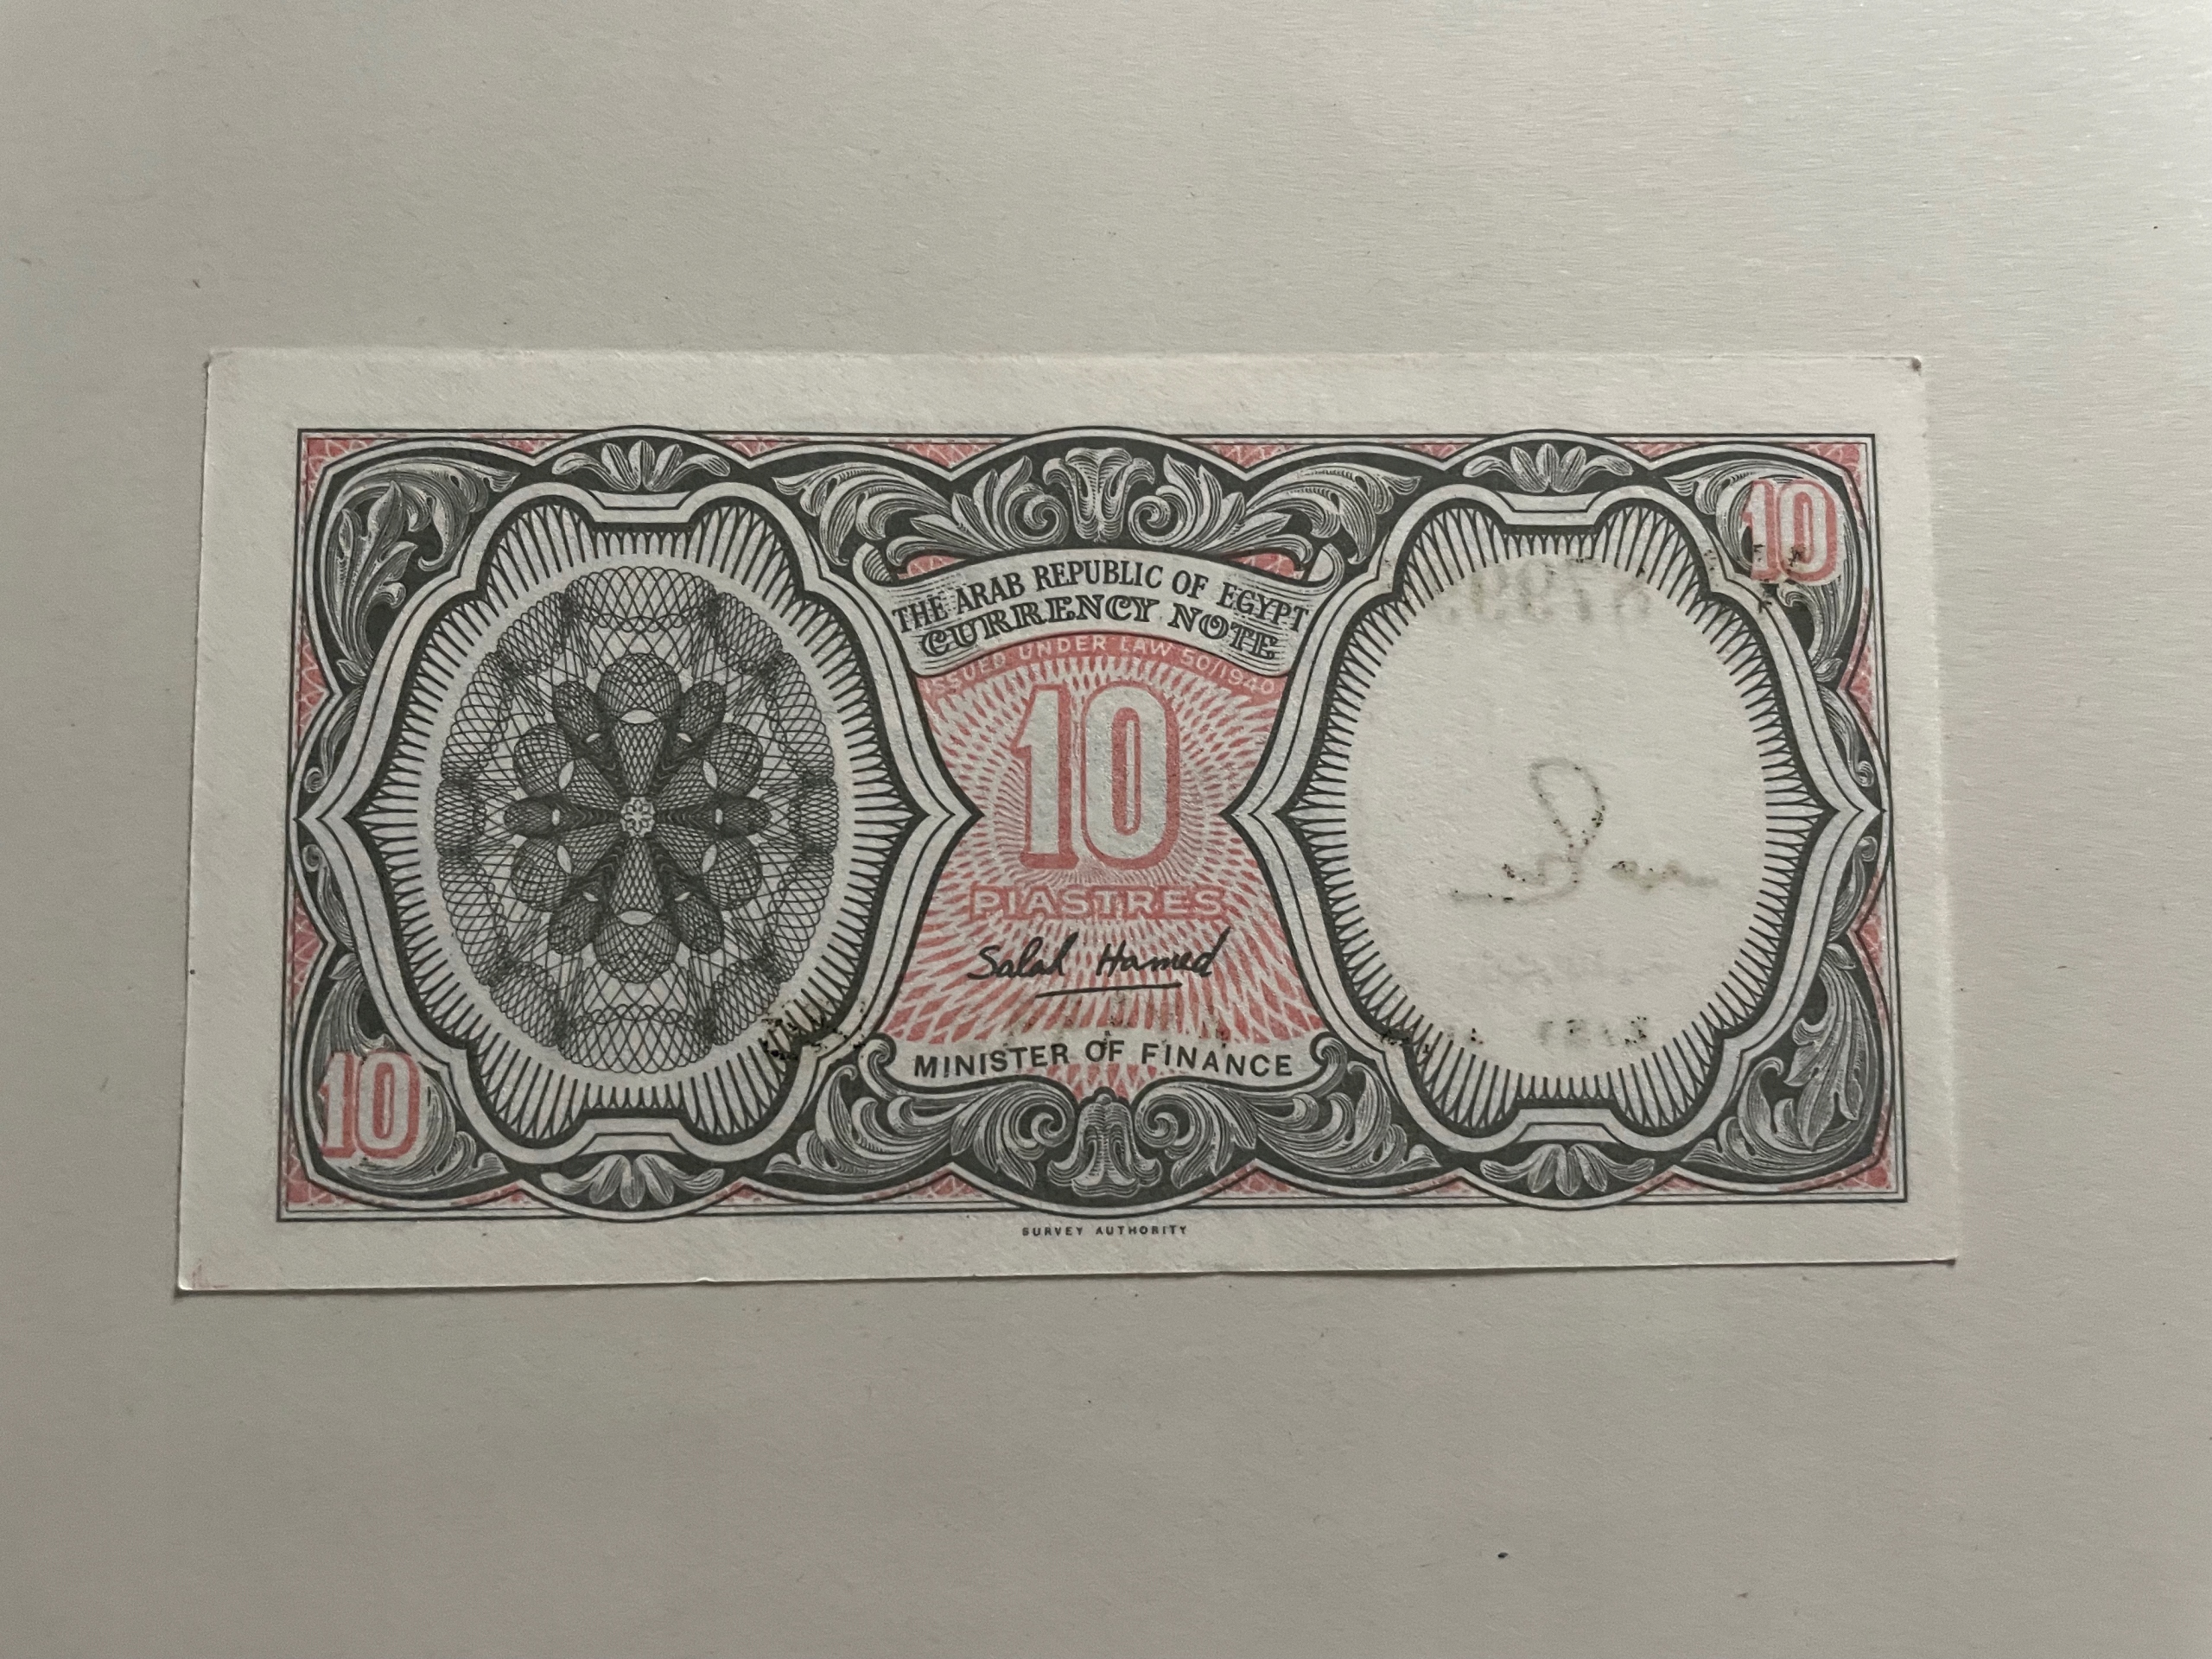 10
THE ARAB REPUBLIC OF EGYPT
CURRENCY NOTE
ISSUED UNDER LAW 50/1940
10
PIASTRES
Salah Hamed
MINISTER OF FINANCE
10
SURVEY AUTHORITY